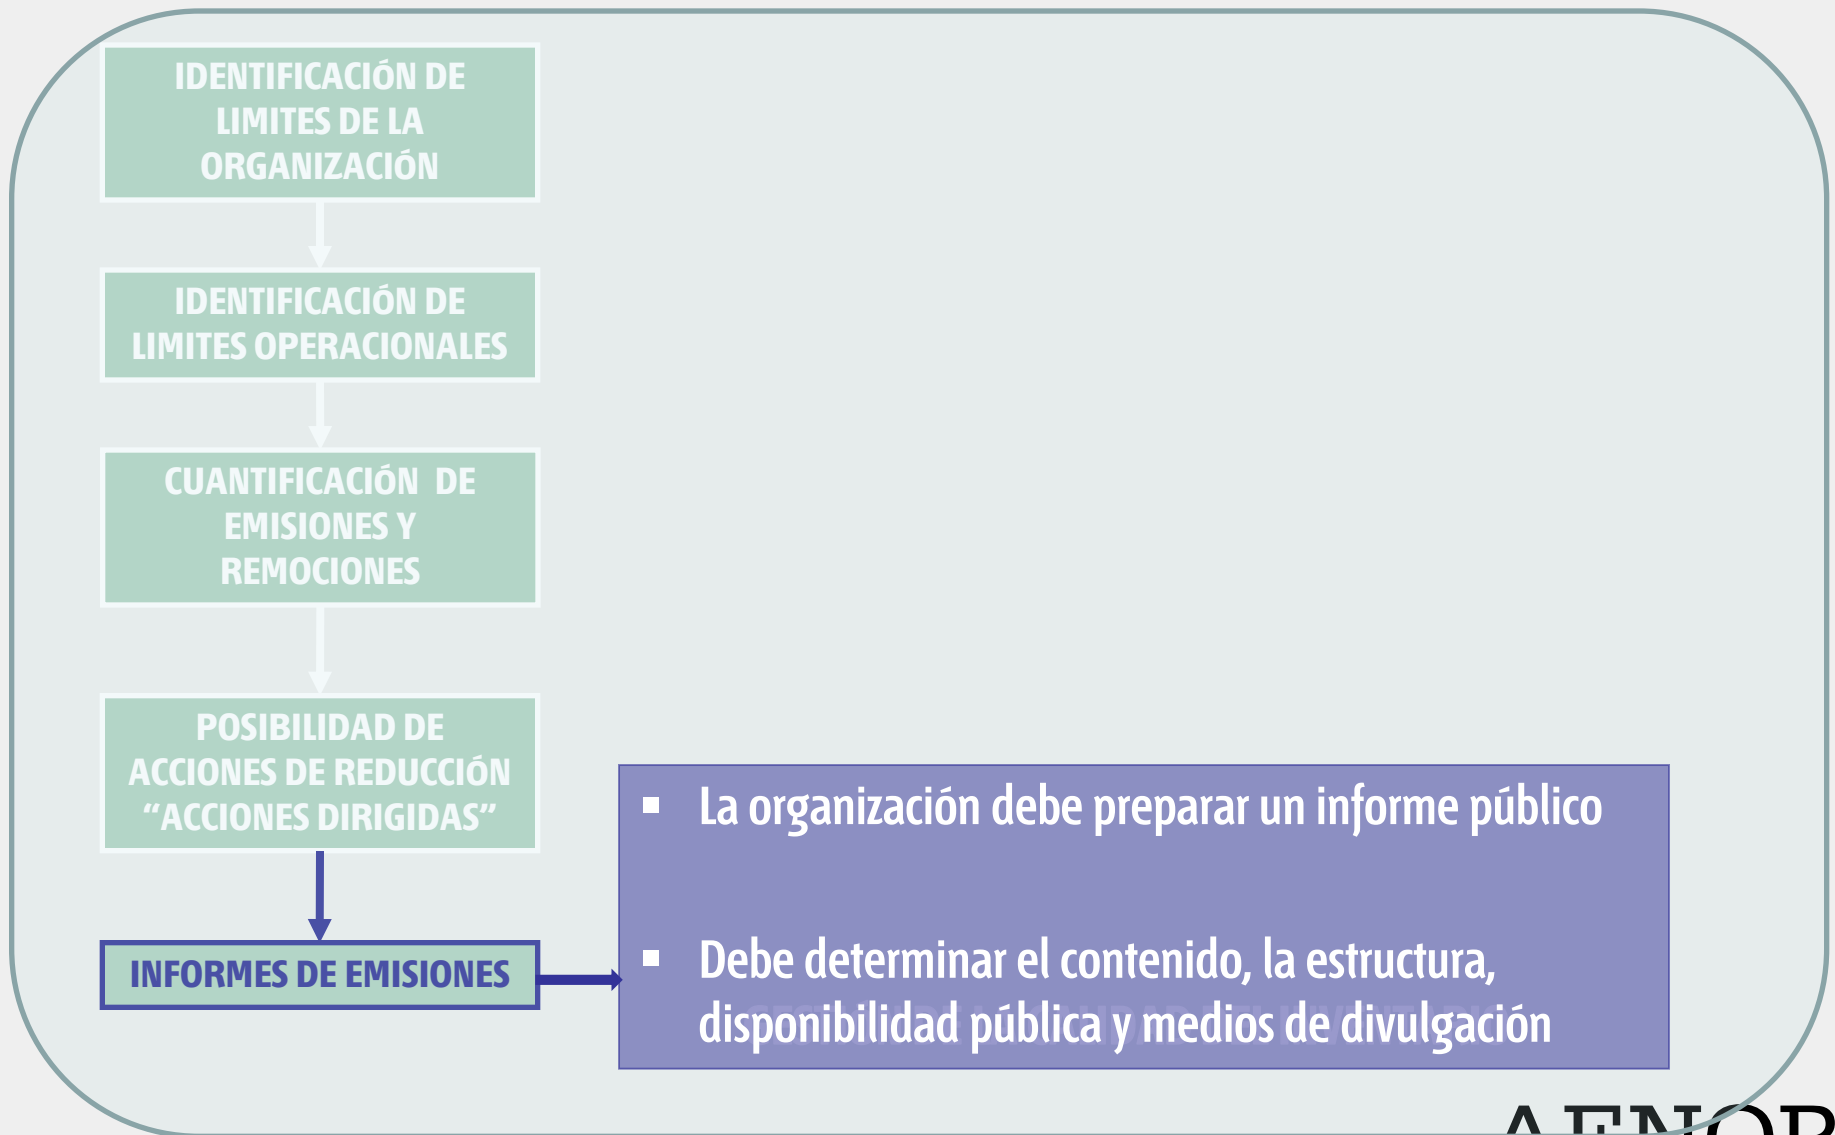 IDENTIFICACIÓN DE
LIMITES DE LA
ORGANIZACIÓN
IDENTIFICACIÓN DE
LIMITES OPERACIONALES
CUANTIFICACIÓN DE
EMISIONES Y
REMOCIONES
POSIBILIDAD DE
ACCIONES DE REDUCCIÓN
“ACCIONES DIRIGIDAS”
INFORMES DE EMISIONES
▪ La organización debe preparar un informe público
▪ Debe determinar el contenido, la estructura,
disponibilidad pública y medios de divulgación
AENOR